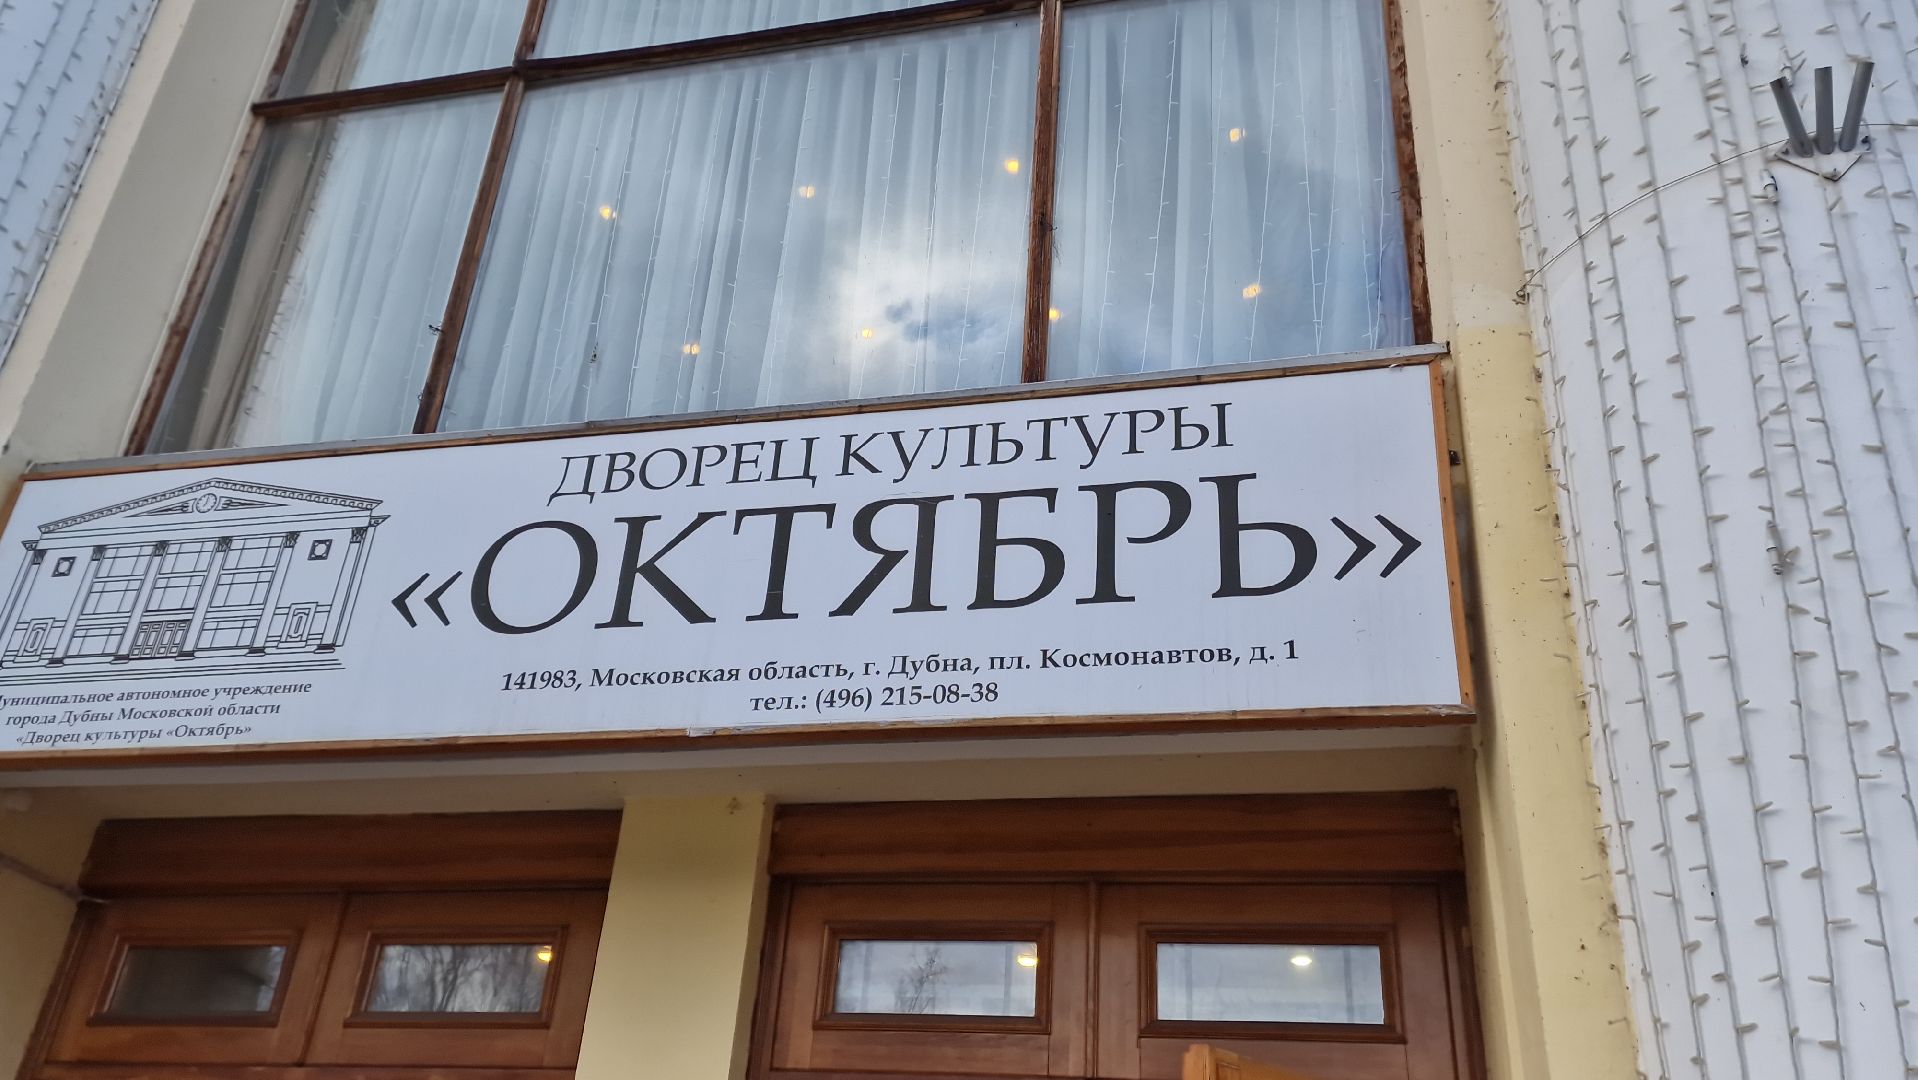 ДВОРЕЦ КУЛЬТУРЫ
«ОКТЯБРЬ»
141983, Московская область, г. Дубна, пл. Космонавтов, д. 1
тел.: (496) 215-08-38
Муниципальное автономное учреждение
города Дубны Московской области
«Дворец культуры «Октябрь»